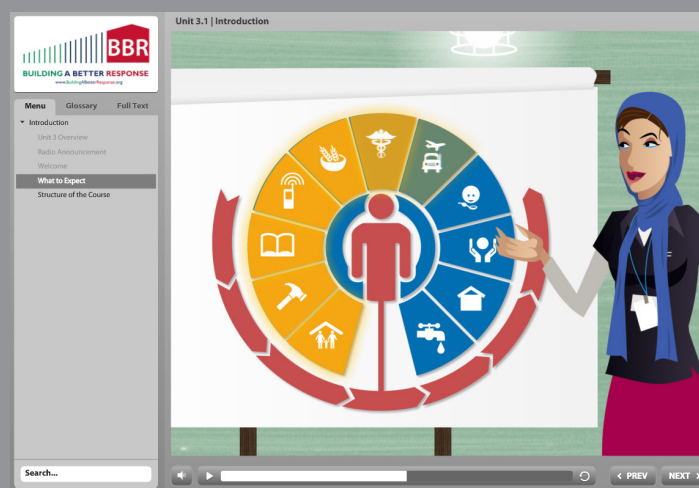 Unit 3.1 | Introduction
BBR
BUILDING A BETTER RESPONSE
www.BuildingABetterResponse.org
Menu Glossary Full Text
Introduction
Unit 3 Overview
Radio Announcement
Welcome
What to Expect
Structure of the Course
Search...
PREV NEXT